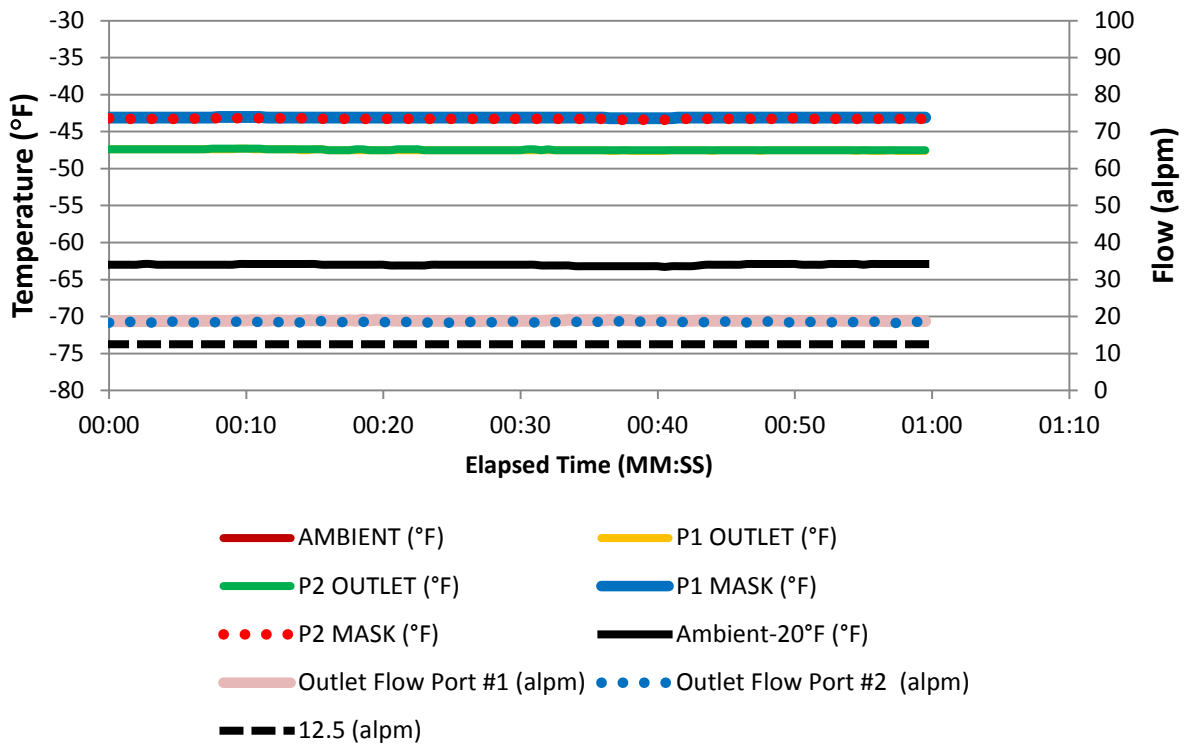 -30
-35
-40
-45
-50
-55
-60
-65
-70
-75
-80
Temperature (°F)
100
90
80
70
60
50
40
30
20
10
0
Flow (alpm)
00:00 00:10 00:20 00:30 00:40 00:50 01:00 01:10
Elapsed Time (MM:SS)
AMBIENT (°F) P1 OUTLET (°F)
P2 OUTLET (°F) P1 MASK (°F)
P2 MASK (°F) Ambient-20°F (°F)
Outlet Flow Port #1 (alpm) Outlet Flow Port #2 (alpm)
12.5 (alpm)